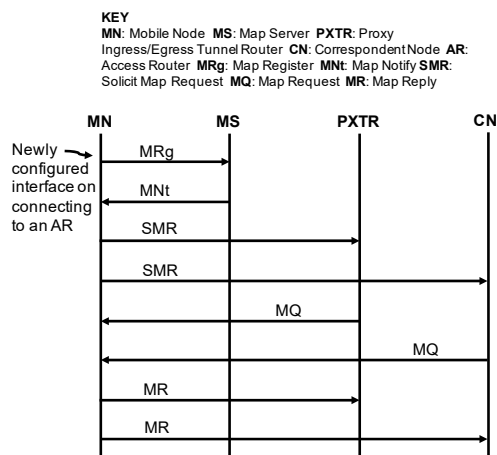 KEY
MN: Mobile Node MS: Map Server PXTR: Proxy
Ingress/Egress Tunnel Router CN: Correspondent Node AR:
Access Router MRg: Map Register MNt: Map Notify SMR:
Solicit Map Request MQ: Map Request MR: Map Reply
MN MS PXTR CN
Newly
configured
interface on
connecting
to an AR
MRg
MNt
SMR
SMR
MQ
MQ
MR
MR